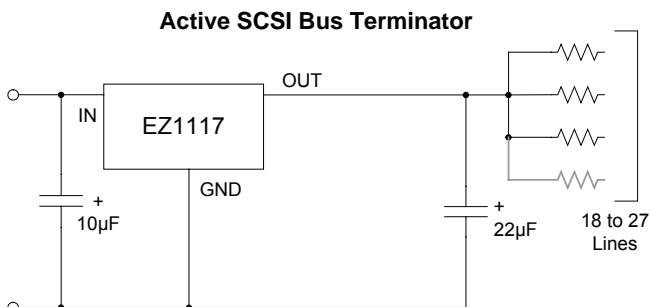 Active SCSI Bus Terminator
OUT
IN
EZ1117
GND
+
10µF
+
22µF
18 to 27
Lines